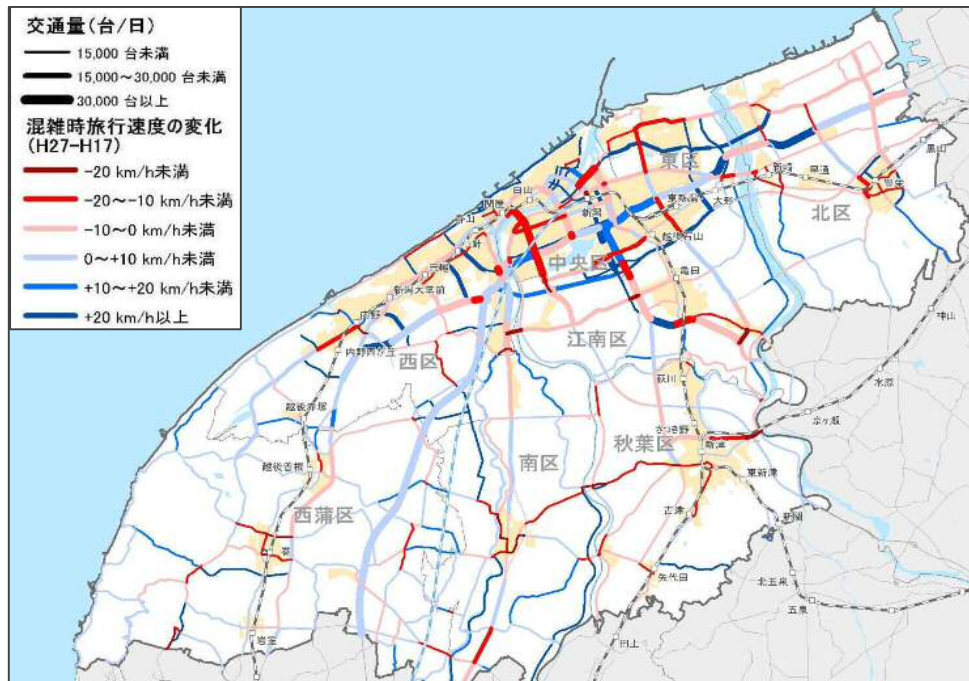 交通量(台/日)
15,000 台未満
15,000～30,000 台未満
30,000 台以上
混雑時旅行速度の変化
(H27-H17)
-20 km/h未満
-20～-10 km/h未満
-10～0 km/h未満
0～+10 km/h未満
+10～+20 km/h未満
+20 km/h以上
黒山
東区
早通
豊栄
白山
新潟
大形
北区
関屋
越後石山
中央区
亀田
新潟大学前
内野
江南区
神山
西区
内野西が丘
荻川
水原
越後赤塚
京ヶ瀬
さつき野
秋葉区
新津
南区
越後曽根
東新津
西蒲区
古津
新関
巻
矢代田
北五泉
五泉
岩室
田上